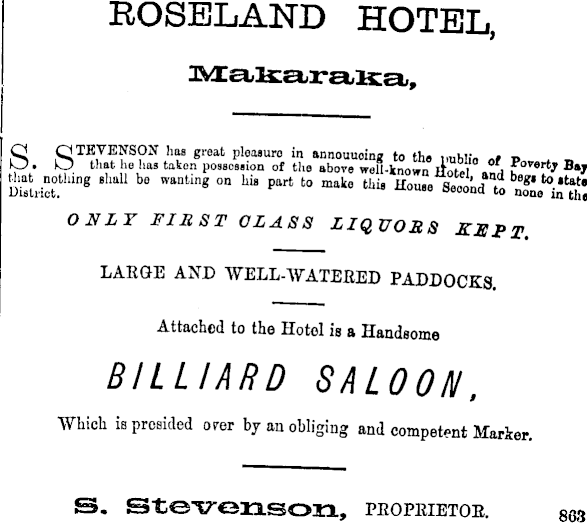 ROSELAND HOTEL,
Makaraka,
S. STEVENSON has great pleasure in announcing to the public of Poverty Bay
that he has taken possession of the above well-known Hotel, and begs to state
that nothing shall be wanting on his part to make this House Second to none in the
District.
ONLY FIRST CLASS LIQUORS KEPT.
LARGE AND WELL-WATERED PADDOCKS.
Attached to the Hotel is a Handsome
BILLIARD SALOON,
Which is presided over by an obliging and competent Marker.
S. Stevenson, PROPRIETOR.
863